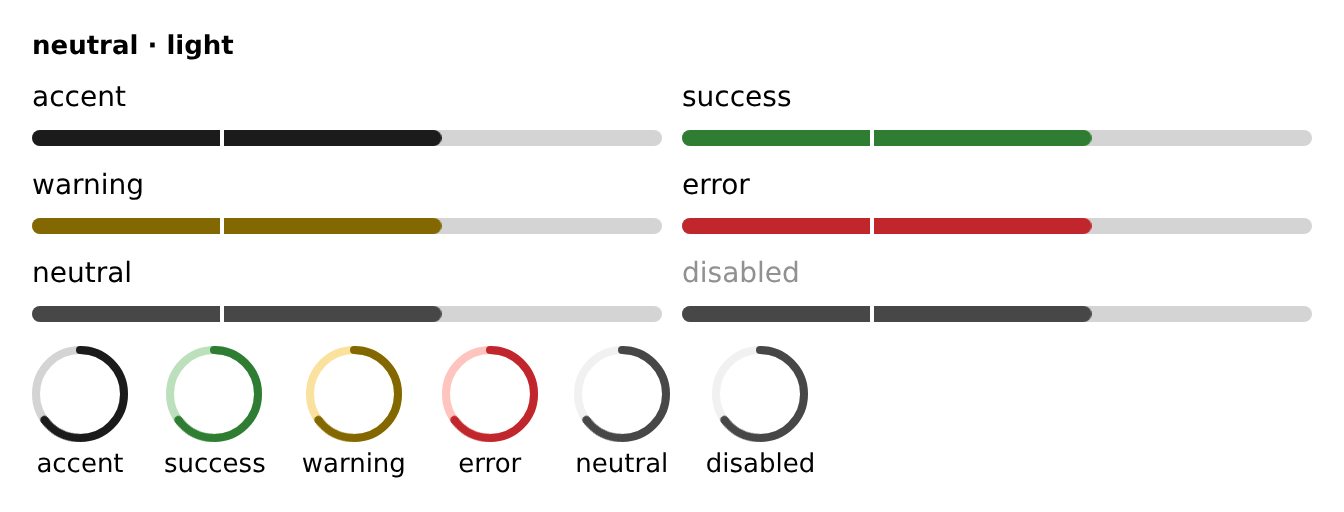 neutral · light
accent
success
warning
error
neutral
disabled
accent
success
warning
error
neutral
disabled